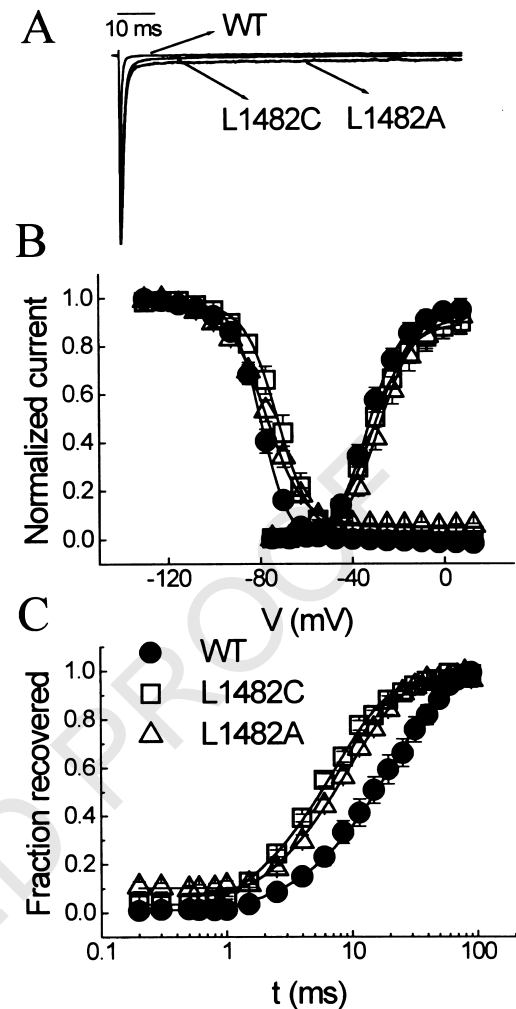 A
10 ms
WT
L1482C
L1482A
B
Normalized current
1.0
0.8
0.6
0.4
0.2
0.0
-120
-80
-40
0
V (mV)
C
WT
L1482C
L1482A
Fraction recovered
1.0
0.8
0.6
0.4
0.2
0.0
0.1
1
10
100
t (ms)
D PROOF